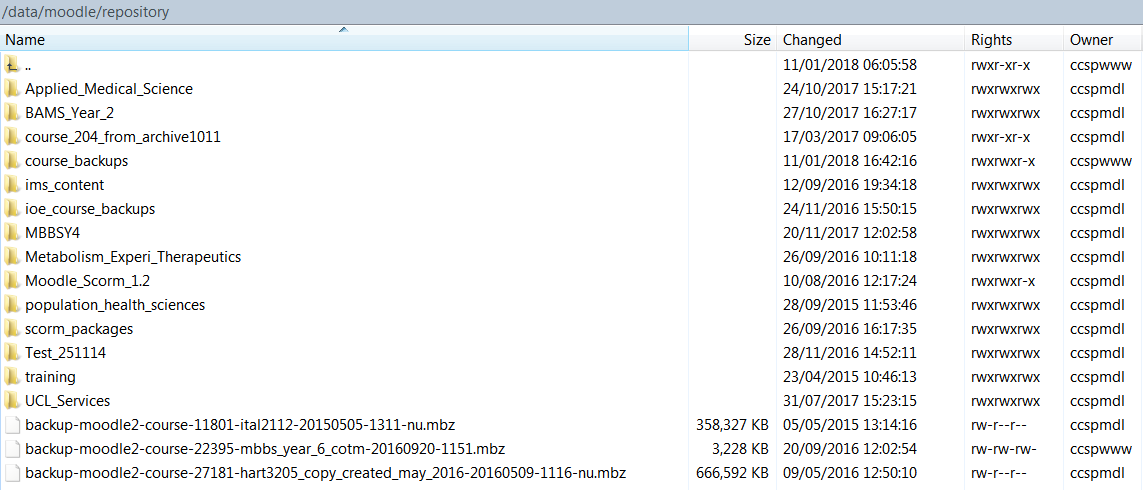 /data/moodle/repository
Name Size Changed Rights Owner
.. 11/01/2018 06:05:58 rwxr-xr-x ccspwww
Applied_Medical_Science 24/10/2017 15:17:21 rwxrwxrwx ccspmdl
BAMS_Year_2 27/10/2017 16:27:17 rwxrwxrwx ccspmdl
course_204_from_archive1011 17/03/2017 09:06:05 rwxr-xr-x ccspmdl
course_backups 11/01/2018 16:42:16 rwxrwxr-x ccspwww
ims_content 12/09/2016 19:34:18 rwxrwxrwx ccspmdl
ioe_course_backups 24/11/2016 15:50:15 rwxrwxrwx ccspmdl
MBBSY4 20/11/2017 12:02:58 rwxrwxrwx ccspmdl
Metabolism_Experi_Therapeutics 26/09/2016 10:11:18 rwxrwxrwx ccspmdl
Moodle_Scorm_1.2 10/08/2016 12:17:24 rwxrwxr-x ccspmdl
population_health_sciences 28/09/2015 11:53:46 rwxrwxrwx ccspmdl
scorm_packages 26/09/2016 16:17:35 rwxrwxrwx ccspmdl
Test_251114 28/11/2016 14:52:11 rwxrwxrwx ccspmdl
training 23/04/2015 10:46:13 rwxrwxrwx ccspmdl
UCL_Services 31/07/2017 15:23:15 rwxrwxrwx ccspmdl
backup-moodle2-course-11801-ital2112-20150505-1311-nu.mbz 358,327 KB 05/05/2015 13:14:16 rw-r--r-- ccspmdl
backup-moodle2-course-22395-mbbs_year_6_cotm-20160920-1151.mbz 3,228 KB 20/09/2016 12:02:54 rw-rw-rw- ccspwww
backup-moodle2-course-27181-hart3205_copy_created_may_2016-20160509-1116-nu.mbz 666,592 KB 09/05/2016 12:50:10 rw-r--r-- ccspmdl